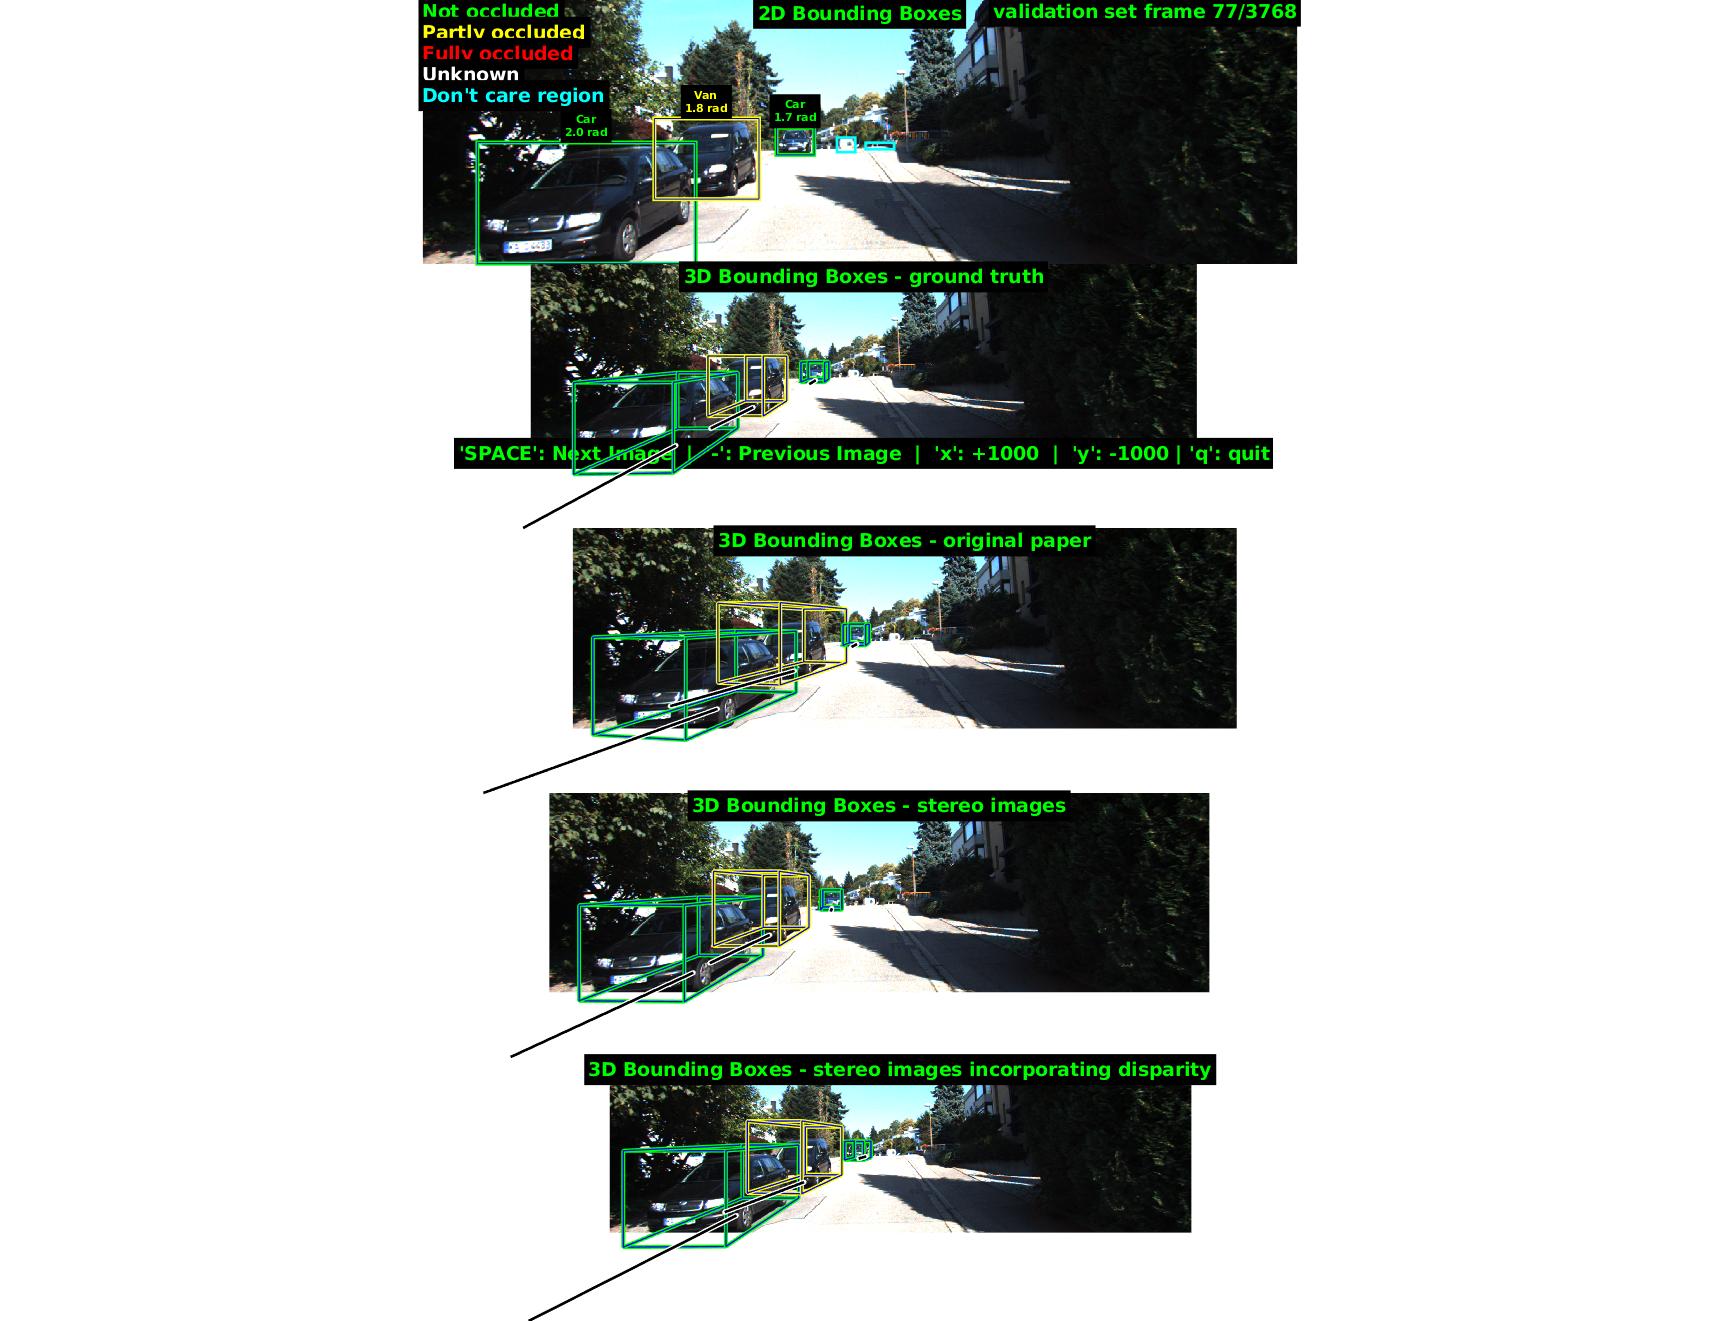 Not occluded
Partly occluded
Fully occluded
Unknown
Don't care region
2D Bounding Boxes
validation set frame 77/3768
Van
1.8 rad
Car
1.7 rad
Car
2.0 rad
3D Bounding Boxes - ground truth
'SPACE': Next Image | '-': Previous Image | 'x': +1000 | 'y': -1000 | 'q': quit
3D Bounding Boxes - original paper
3D Bounding Boxes - stereo images
3D Bounding Boxes - stereo images incorporating disparity